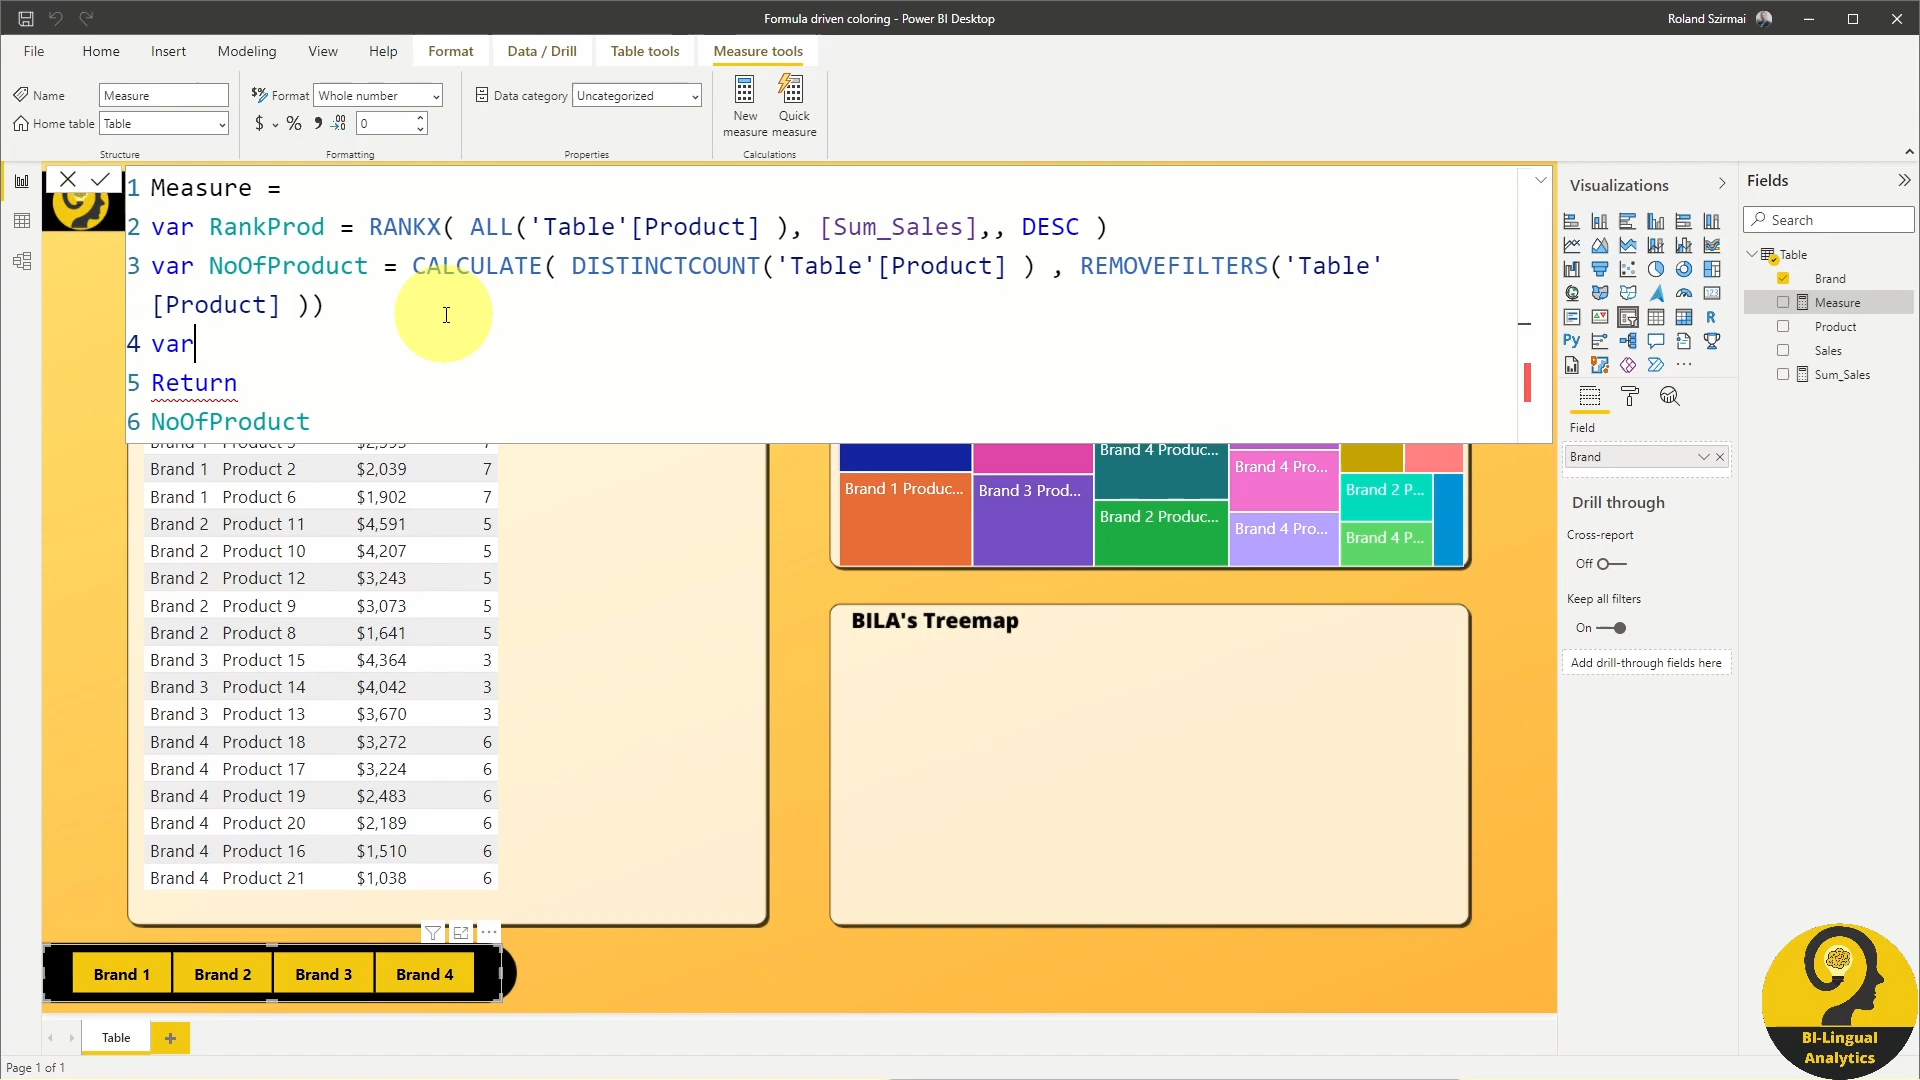 Formula driven coloring - Power BI Desktop
Roland Szirmai
File Home Insert Modeling View Help Format Data / Drill Table tools Measure tools
Name Measure
Home table Table
Structure
$% Format Whole number
$ % 0
Formatting
Data category Uncategorized
Properties
New measure
Quick measure
Calculations
1 Measure =
2 var RankProd = RANKX( ALL('Table'[Product] ), [Sum_Sales],, DESC )
3 var NoOfProduct = CALCULATE( DISTINCTCOUNT('Table'[Product] ) , REMOVEFILTERS('Table'
[Product] ))
4 var
5 Return
6 NoOfProduct
Brand 1 Product 2 $2,039 7
Brand 1 Product 6 $1,902 7
Brand 2 Product 11 $4,591 5
Brand 2 Product 10 $4,207 5
Brand 2 Product 12 $3,243 5
Brand 2 Product 9 $3,073 5
Brand 2 Product 8 $1,641 5
Brand 3 Product 15 $4,364 3
Brand 3 Product 14 $4,042 3
Brand 3 Product 13 $3,670 3
Brand 4 Product 18 $3,272 6
Brand 4 Product 17 $3,224 6
Brand 4 Product 19 $2,483 6
Brand 4 Product 20 $2,189 6
Brand 4 Product 16 $1,510 6
Brand 4 Product 21 $1,038 6
Brand 1 Produc...
Brand 3 Prod...
Brand 4 Produc...
Brand 2 Produc...
Brand 4 Pro...
Brand 4 Pro...
Brand 2 P...
Brand 4 P...
BILA's Treemap
Brand 1 Brand 2 Brand 3 Brand 4
Table
Page 1 of 1
Visualizations
R
Py
123
Field
Brand
Drill through
Cross-report
Off
Keep all filters
On
Add drill-through fields here
Fields
Search
Table
Brand
Measure
Product
Sales
Sum_Sales
BI-Lingual
Analytics